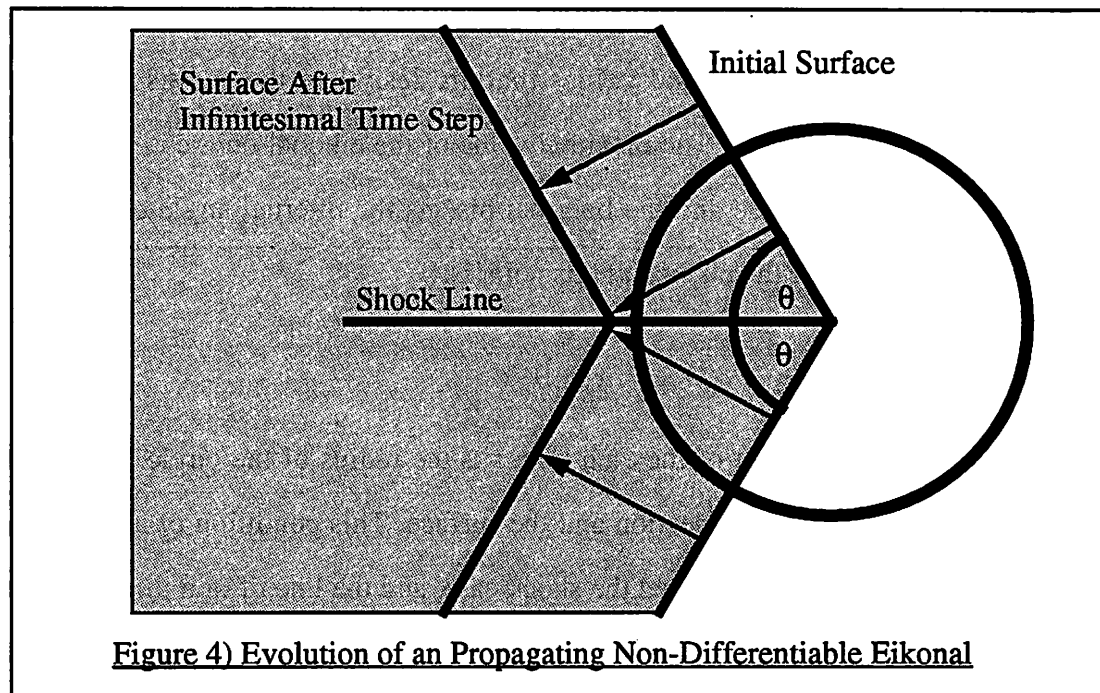 Initial Surface
Surface After
Infinitesimal Time Step
Shock Line
θ
θ
Figure 4) Evolution of an Propagating Non-Differentiable Eikonal